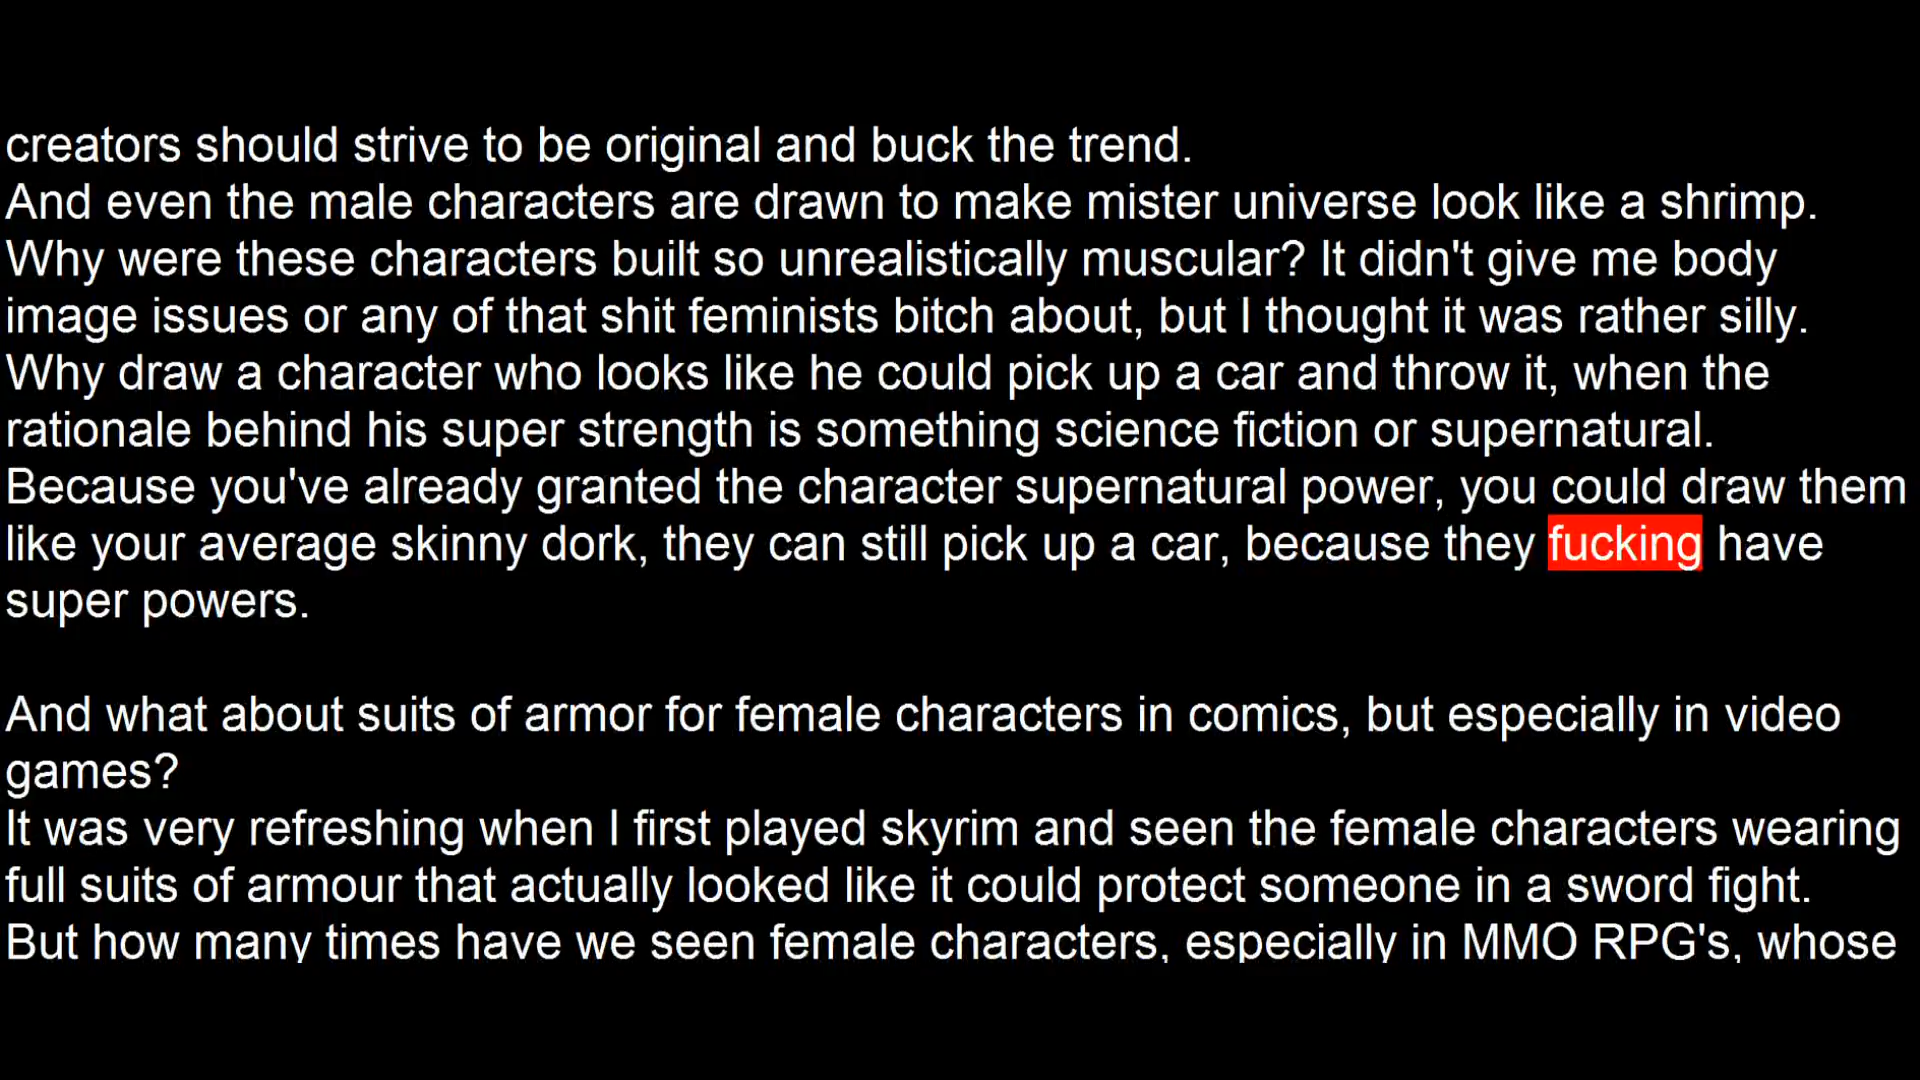 creators should strive to be original and buck the trend.
And even the male characters are drawn to make mister universe look like a shrimp.
Why were these characters built so unrealistically muscular? It didn't give me body
image issues or any of that shit feminists bitch about, but I thought it was rather silly.
Why draw a character who looks like he could pick up a car and throw it, when the
rationale behind his super strength is something science fiction or supernatural.
Because you've already granted the character supernatural power, you could draw them
like your average skinny dork, they can still pick up a car, because they fucking have
super powers.
And what about suits of armor for female characters in comics, but especially in video
games?
It was very refreshing when I first played skyrim and seen the female characters wearing
full suits of armour that actually looked like it could protect someone in a sword fight.
But how many times have we seen female characters, especially in MMO RPG's, whose